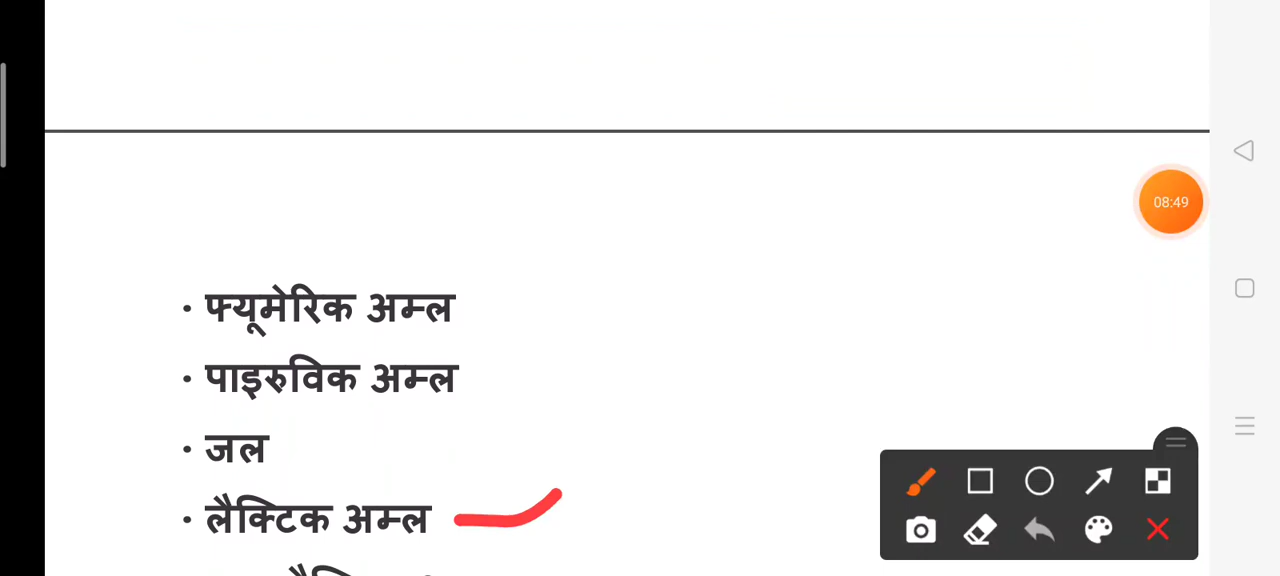 08:49
• फ्यूमेरिक अम्ल
• पाइरुविक अम्ल
• जल
• लैक्टिक अम्ल